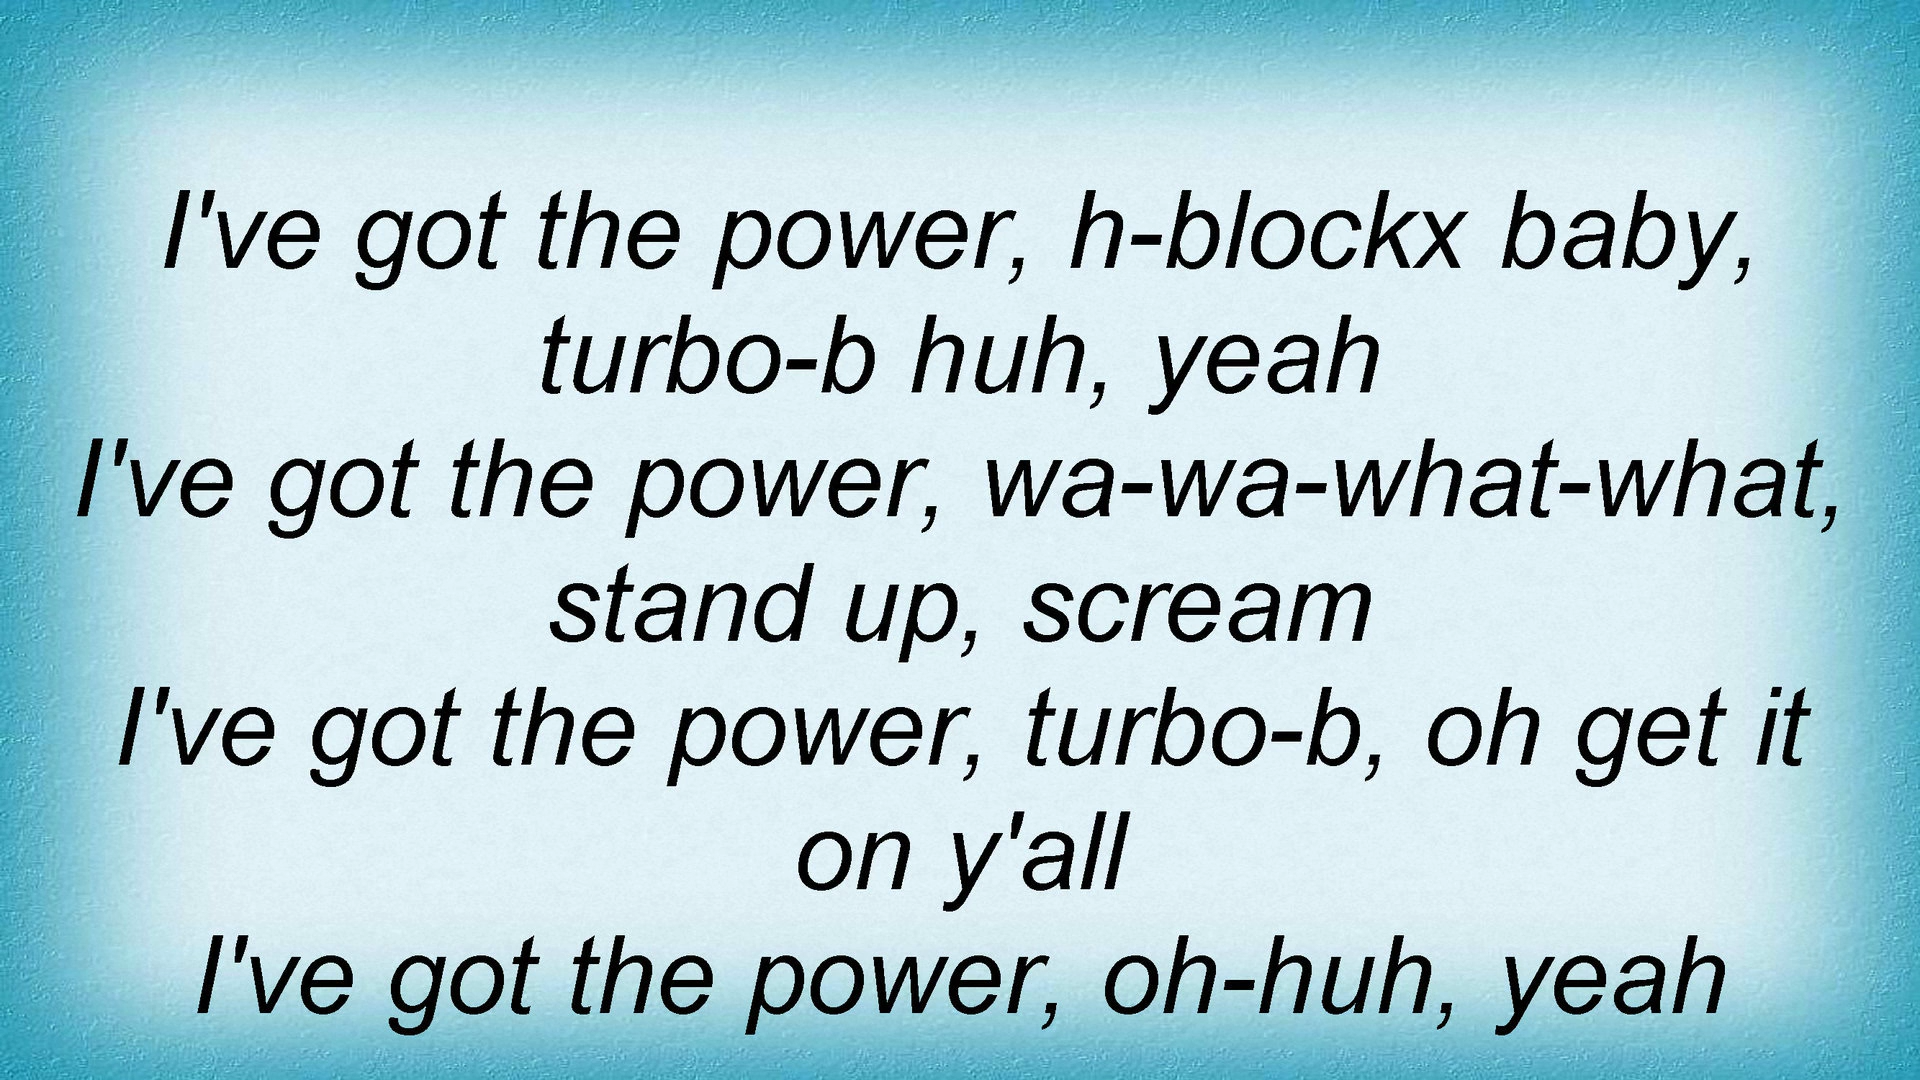 I've got the power, h-blockx baby,
turbo-b huh, yeah
I've got the power, wa-wa-what-what,
stand up, scream
I've got the power, turbo-b, oh get it
on y'all
I've got the power, oh-huh, yeah